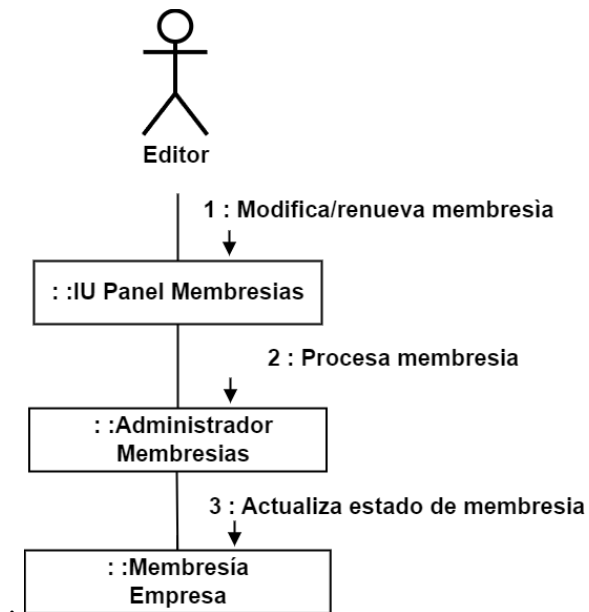 Editor
1 : Modifica/renueva membresìa
: :IU Panel Membresias
2 : Procesa membresia
: :Administrador
Membresias
3 : Actualiza estado de membresia
: :Membresía
Empresa
.